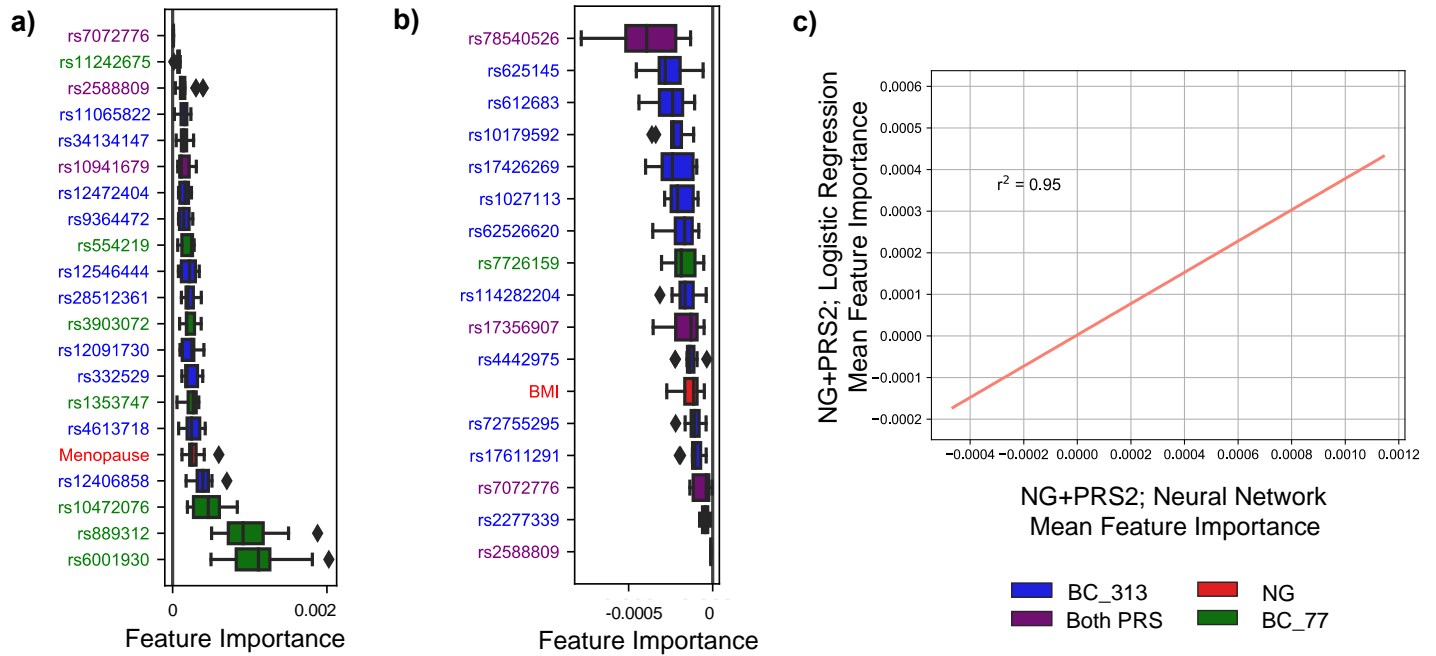 a)
rs7072776
rs11242675
rs2588809
rs11065822
rs34134147
rs10941679
rs12472404
rs9364472
rs554219
rs12546444
rs28512361
rs3903072
rs12091730
rs332529
rs1353747
rs4613718
Menopause
rs12406858
rs10472076
rs889312
rs6001930
0
0.002
Feature Importance
b)
rs78540526
rs625145
rs612683
rs10179592
rs17426269
rs1027113
rs62526620
rs7726159
rs114282204
rs17356907
rs4442975
BMI
rs72755295
rs17611291
rs7072776
rs2277339
rs2588809
-0.0005
0
Feature Importance
c)
NG+PRS2; Logistic Regression
Mean Feature Importance
0.0006
0.0005
0.0004
0.0003
0.0002
0.0001
0.0000
−0.0001
−0.0002
r² = 0.95
−0.0004 −0.0002 0.0000 0.0002 0.0004 0.0006 0.0008 0.0010 0.0012
NG+PRS2; Neural Network
Mean Feature Importance
BC_313
NG
Both PRS
BC_77